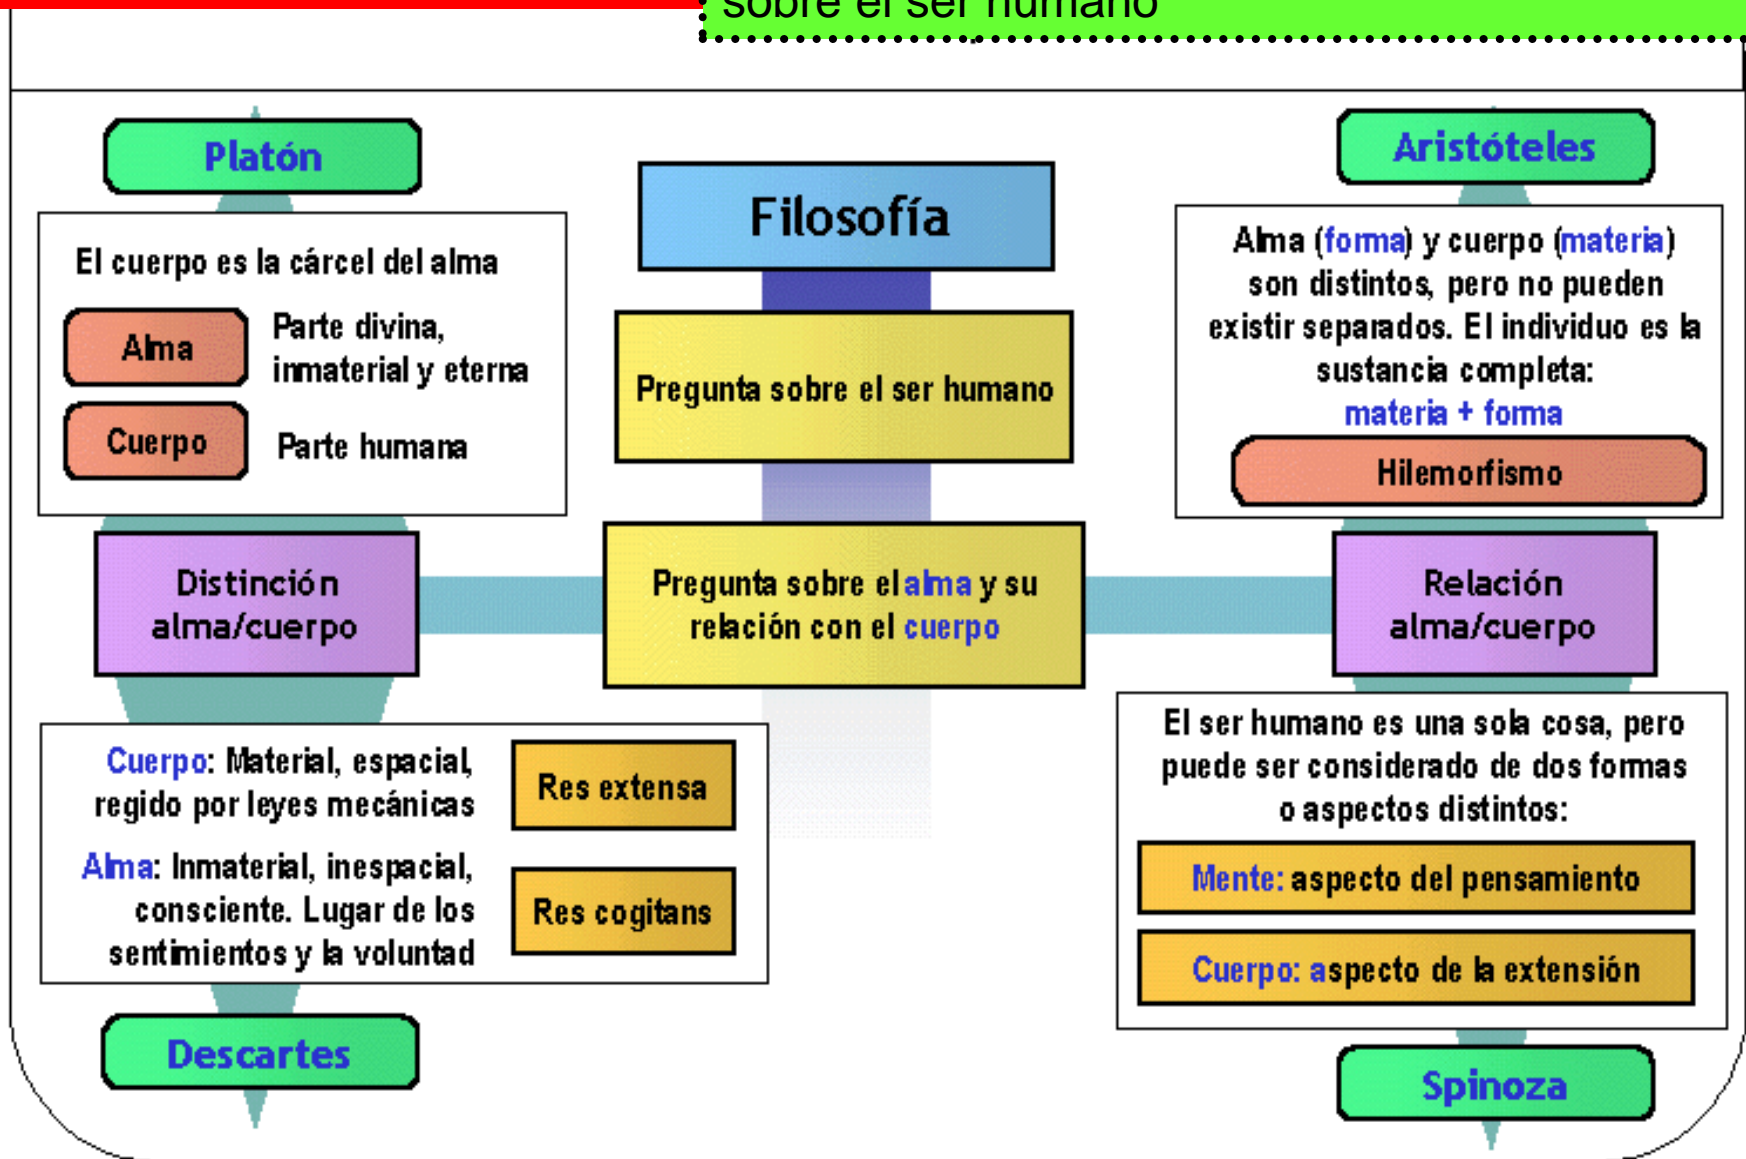 sobre el ser humano
Platón
El cuerpo es la cárcel del alma
Alma
Parte divina,
inmaterial y eterna
Cuerpo
Parte humana
Filosofía
Pregunta sobre el ser humano
Aristóteles
Alma (forma) y cuerpo (materia)
son distintos, pero no pueden
existir separados. El individuo es la
sustancia completa:
materia + forma
Hilemorfismo
Distinción
alma/cuerpo
Pregunta sobre el alma y su
relación con el cuerpo
Relación
alma/cuerpo
Cuerpo: Material, espacial,
regido por leyes mecánicas
Res extensa
Alma: Inmaterial, inespacial,
consciente. Lugar de los
sentimientos y la voluntad
Res cogitans
Descartes
El ser humano es una sola cosa, pero
puede ser considerado de dos formas
o aspectos distintos:
Mente: aspecto del pensamiento
Cuerpo: aspecto de la extensión
Spinoza